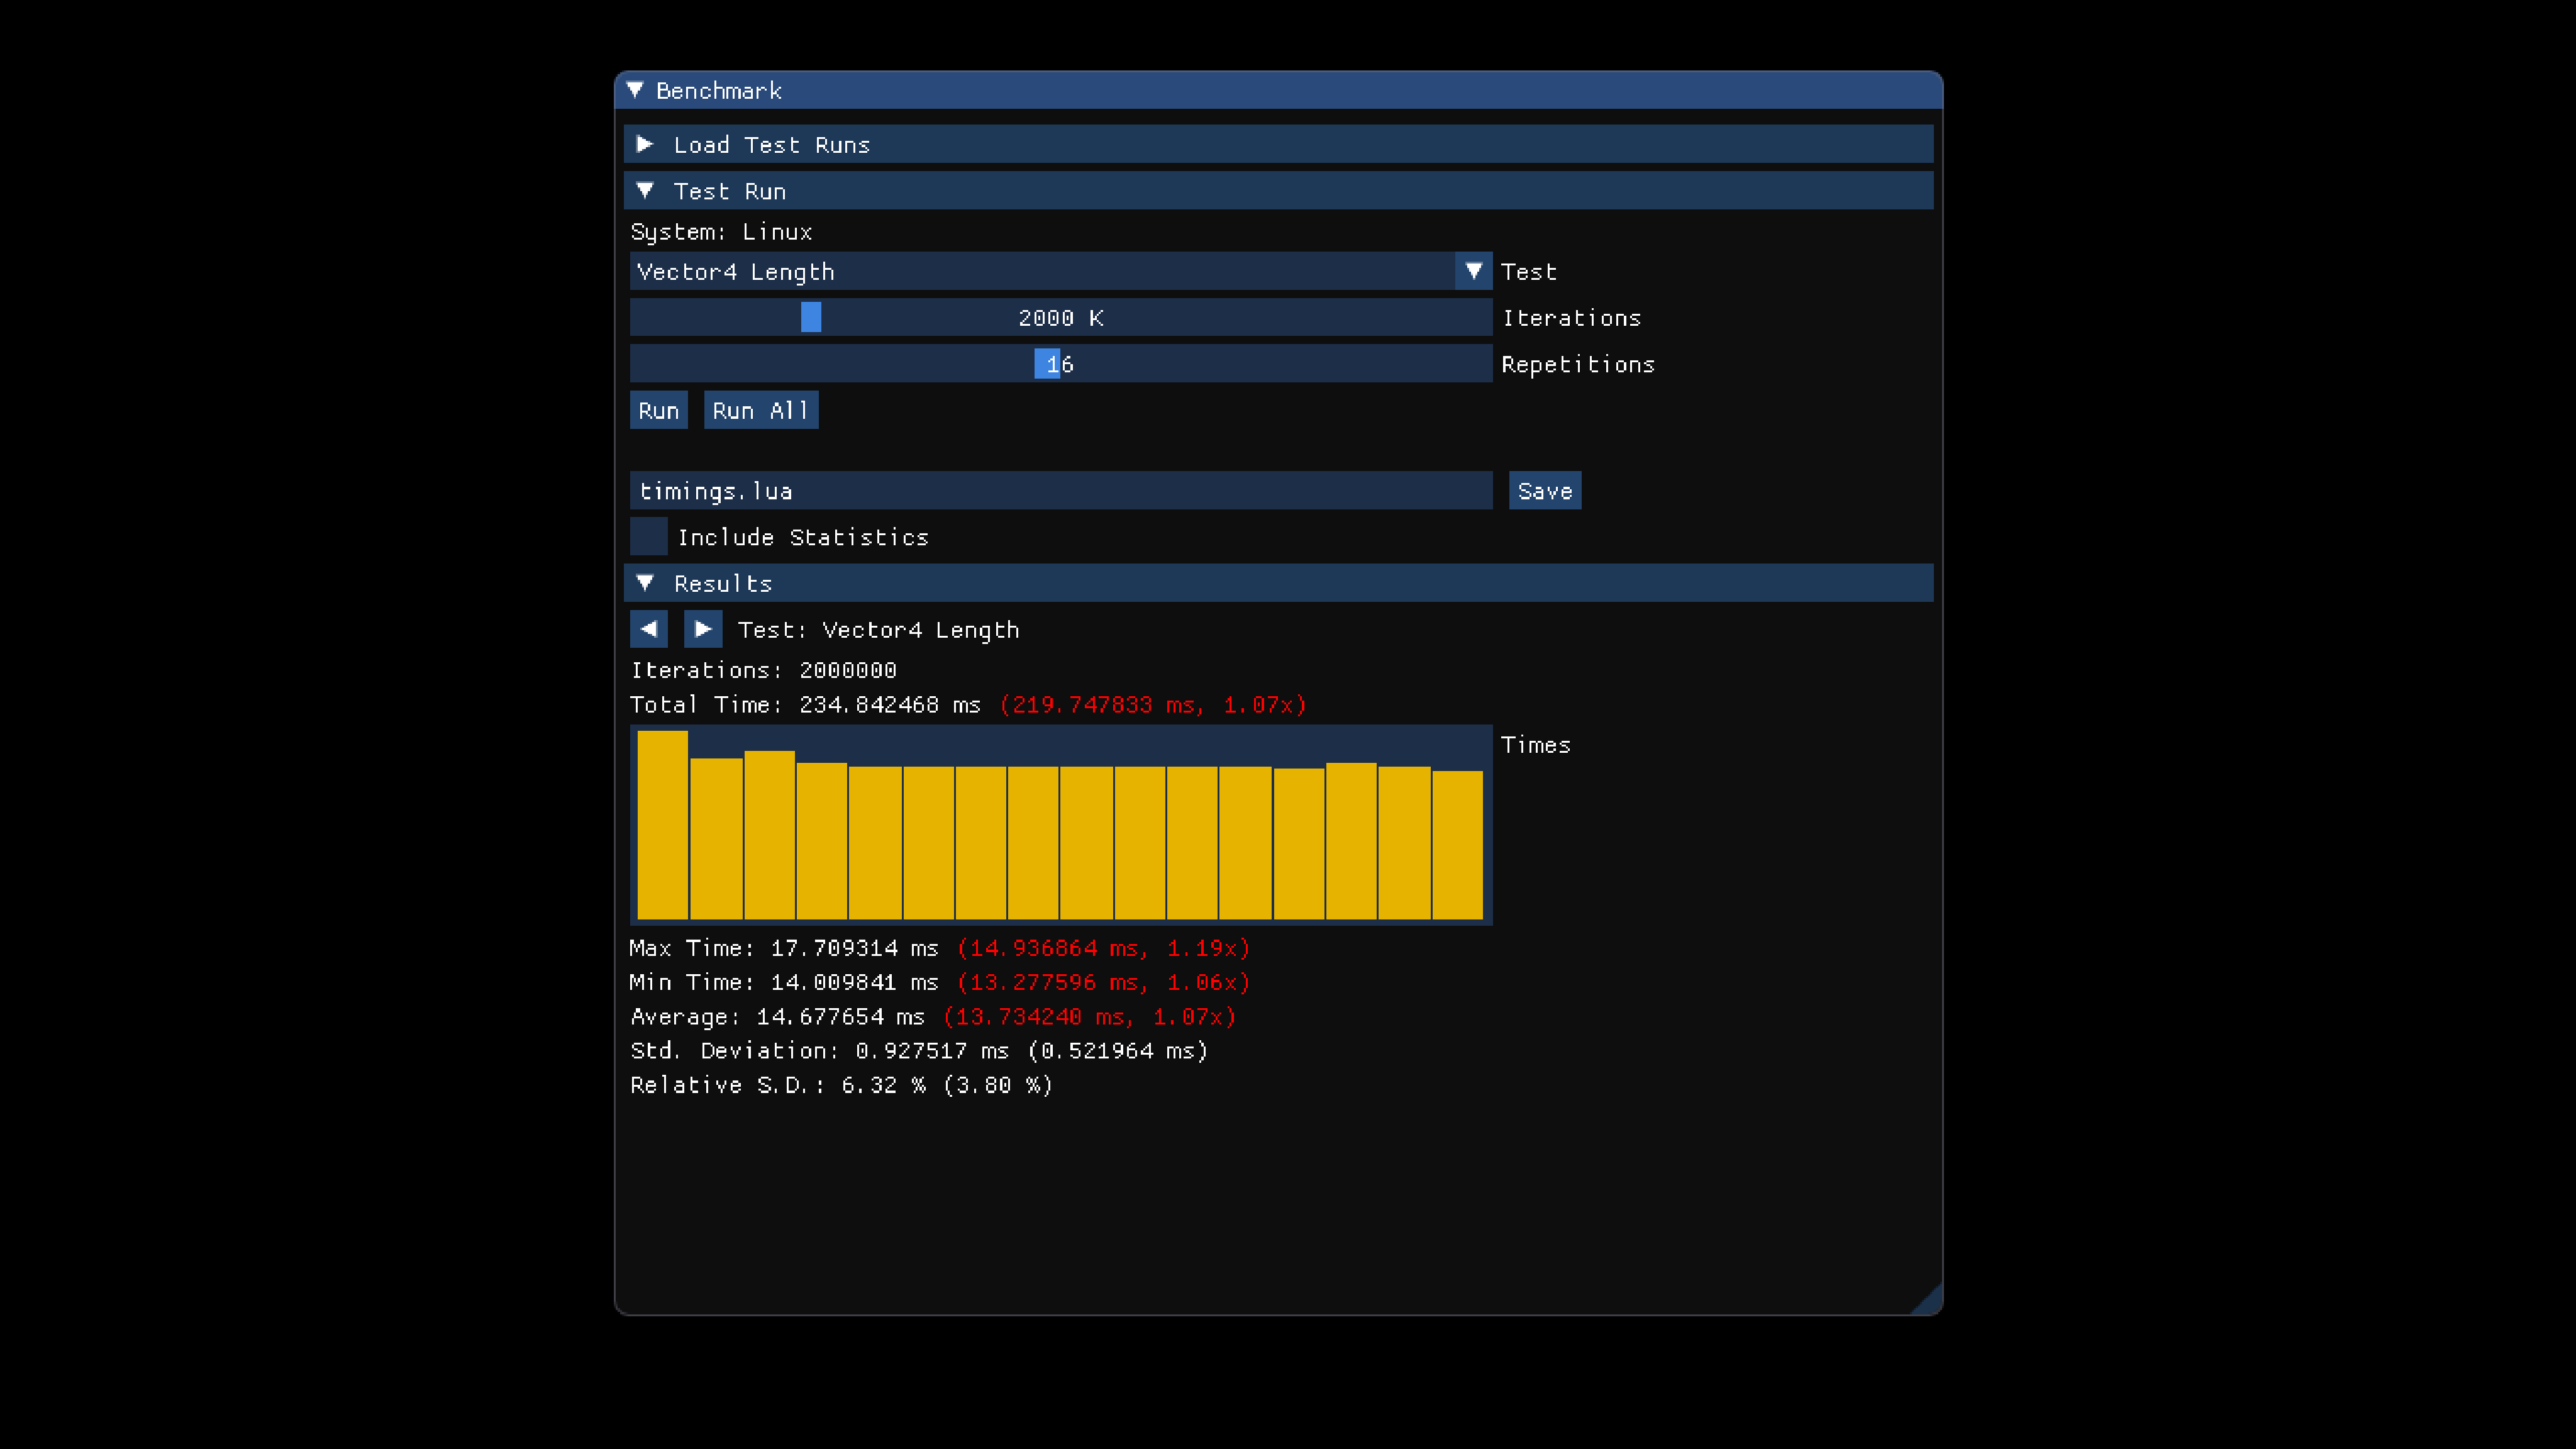 Benchmark
Load Test Runs
Test Run
System: Linux
Vector4 Length Test
2000 K Iterations
16 Repetitions
Run Run All
timings.lua Save
Include Statistics
Results
Test: Vector4 Length
Iterations: 2000000
Total Time: 234.842468 ms (219.747833 ms, 1.07x)
Times
Max Time: 17.709314 ms (14.936864 ms, 1.19x)
Min Time: 14.009841 ms (13.277596 ms, 1.06x)
Average: 14.677654 ms (13.734240 ms, 1.07x)
Std. Deviation: 0.927517 ms (0.521964 ms)
Relative S.D.: 6.32 % (3.80 %)